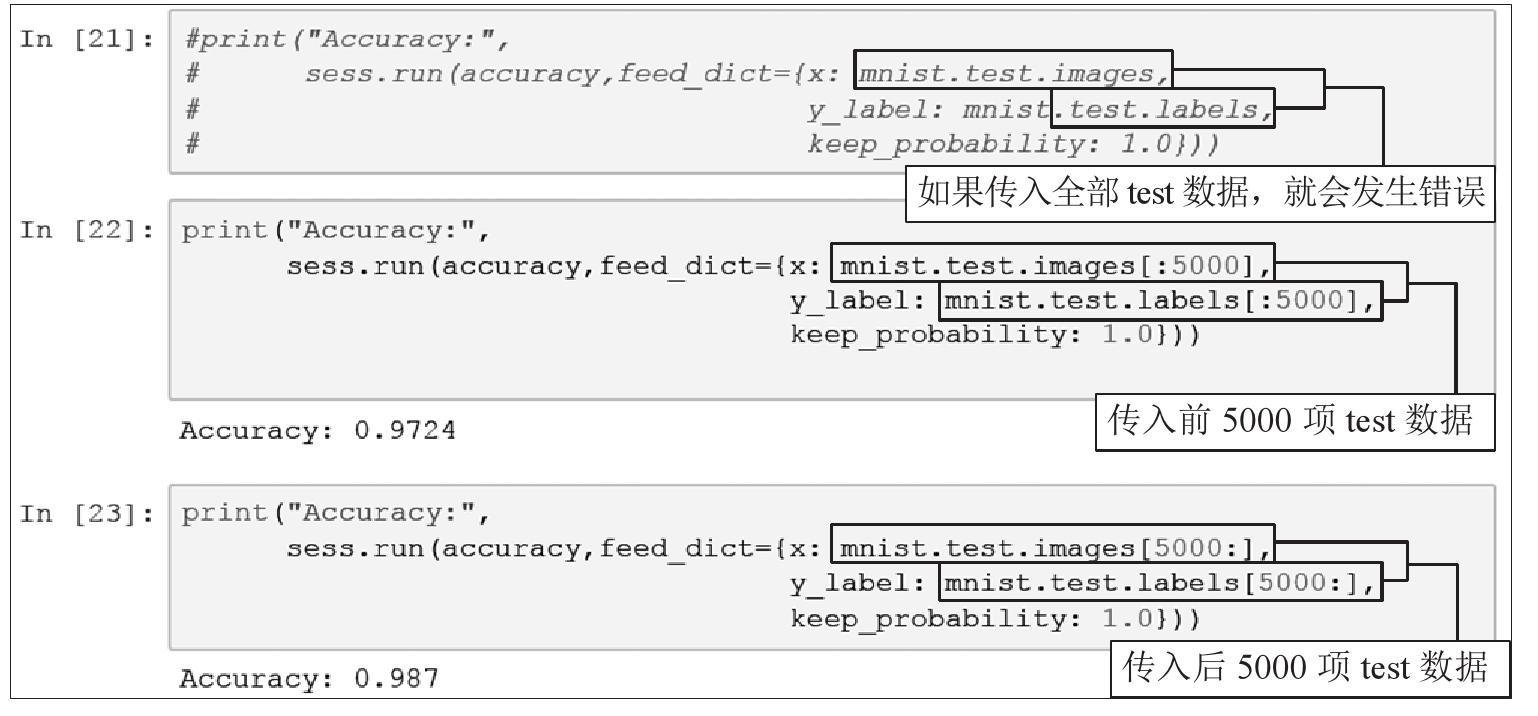 In [21]: #print("Accuracy:",
#      sess.run(accuracy,feed_dict={x: mnist.test.images,
#                                   y_label: mnist.test.labels,
#                                   keep_probability: 1.0}))
如果传入全部 test 数据，就会发生错误
In [22]: print("Accuracy:",
      sess.run(accuracy,feed_dict={x: mnist.test.images[:5000],
                                   y_label: mnist.test.labels[:5000],
                                   keep_probability: 1.0}))
传入前 5000 项 test 数据
Accuracy: 0.9724
In [23]: print("Accuracy:",
      sess.run(accuracy,feed_dict={x: mnist.test.images[5000:],
                                   y_label: mnist.test.labels[5000:],
                                   keep_probability: 1.0}))
传入后 5000 项 test 数据
Accuracy: 0.987